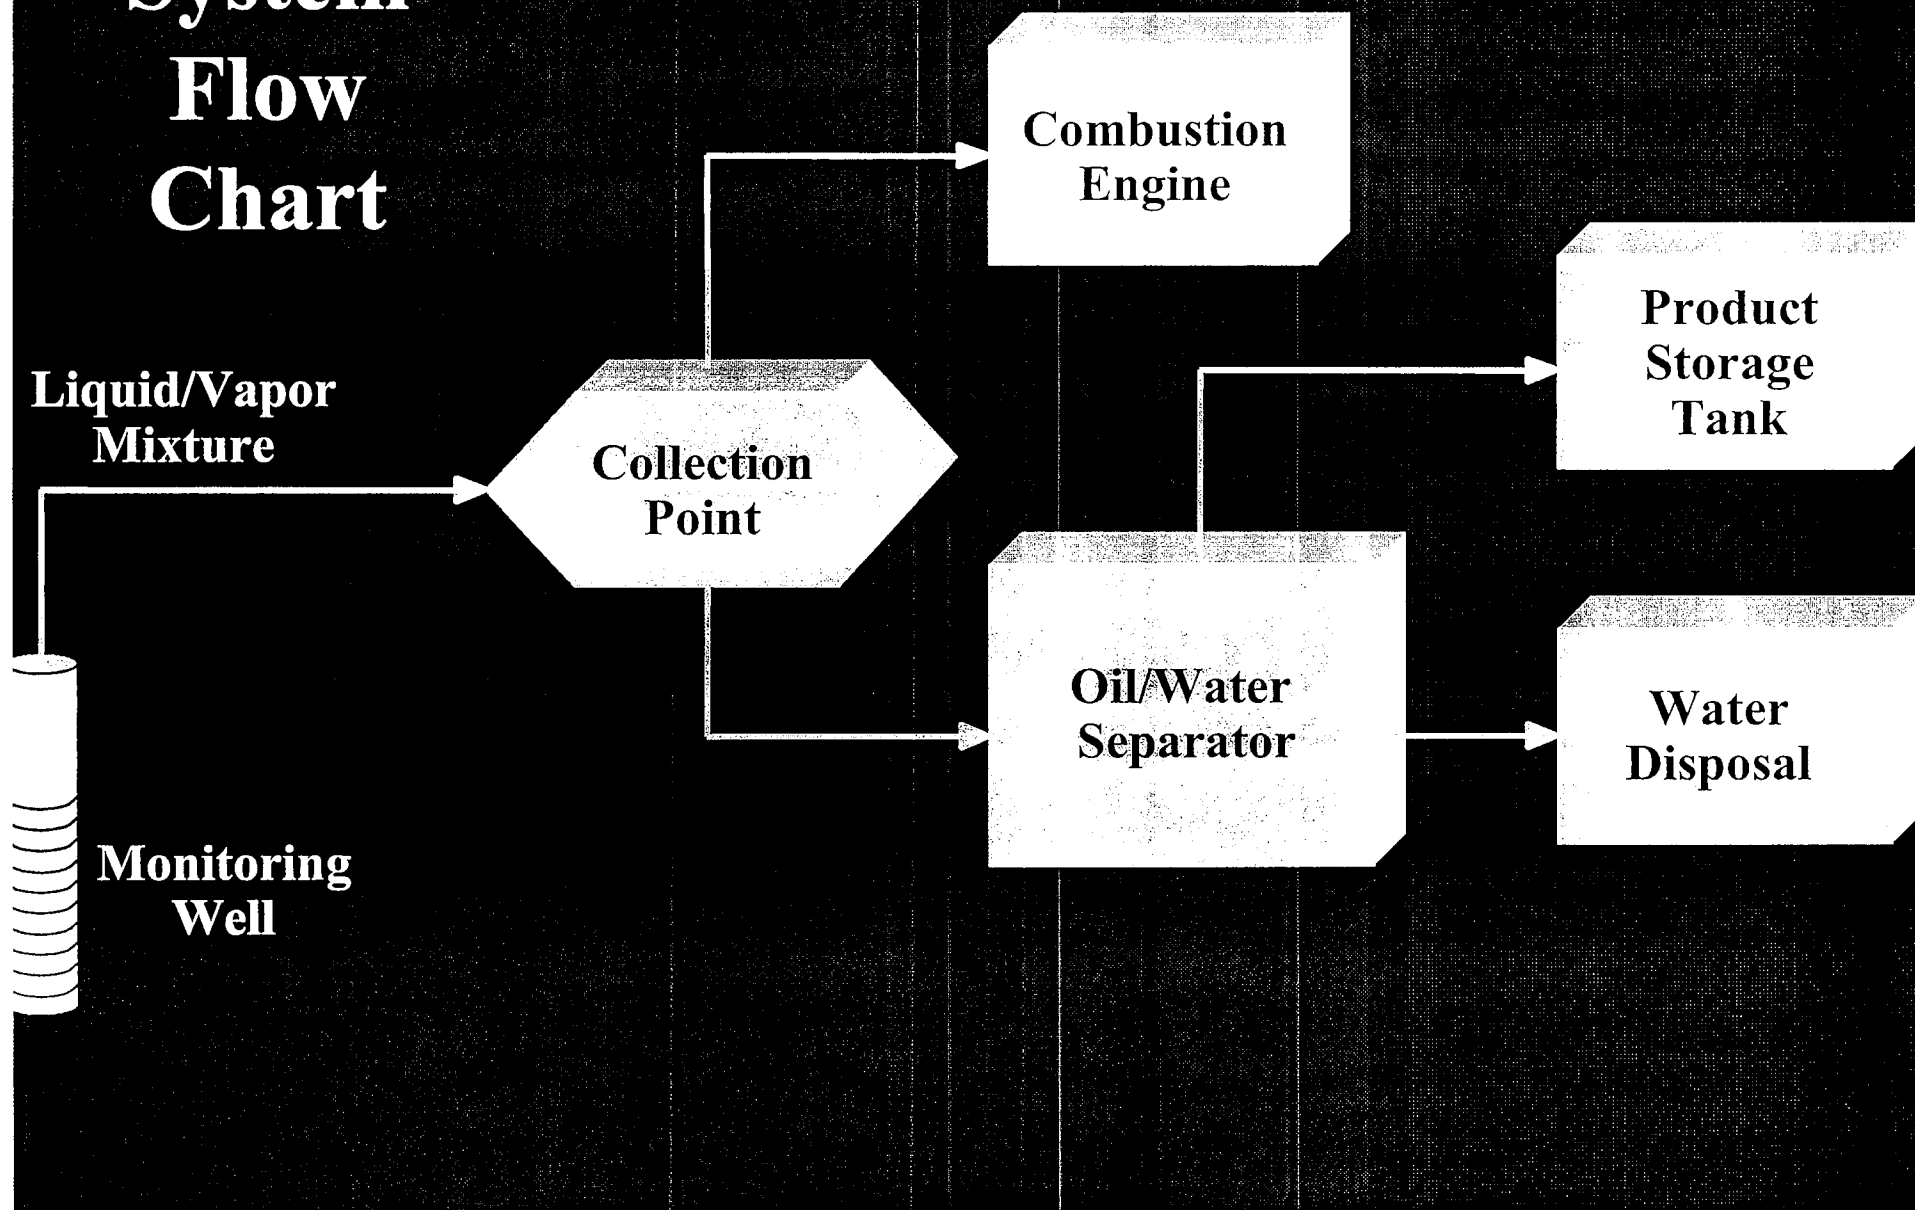 System
Flow
Chart
Combustion
Engine
Product
Storage
Tank
Liquid/Vapor
Mixture
Collection
Point
Oil/Water
Separator
Water
Disposal
Monitoring
Well